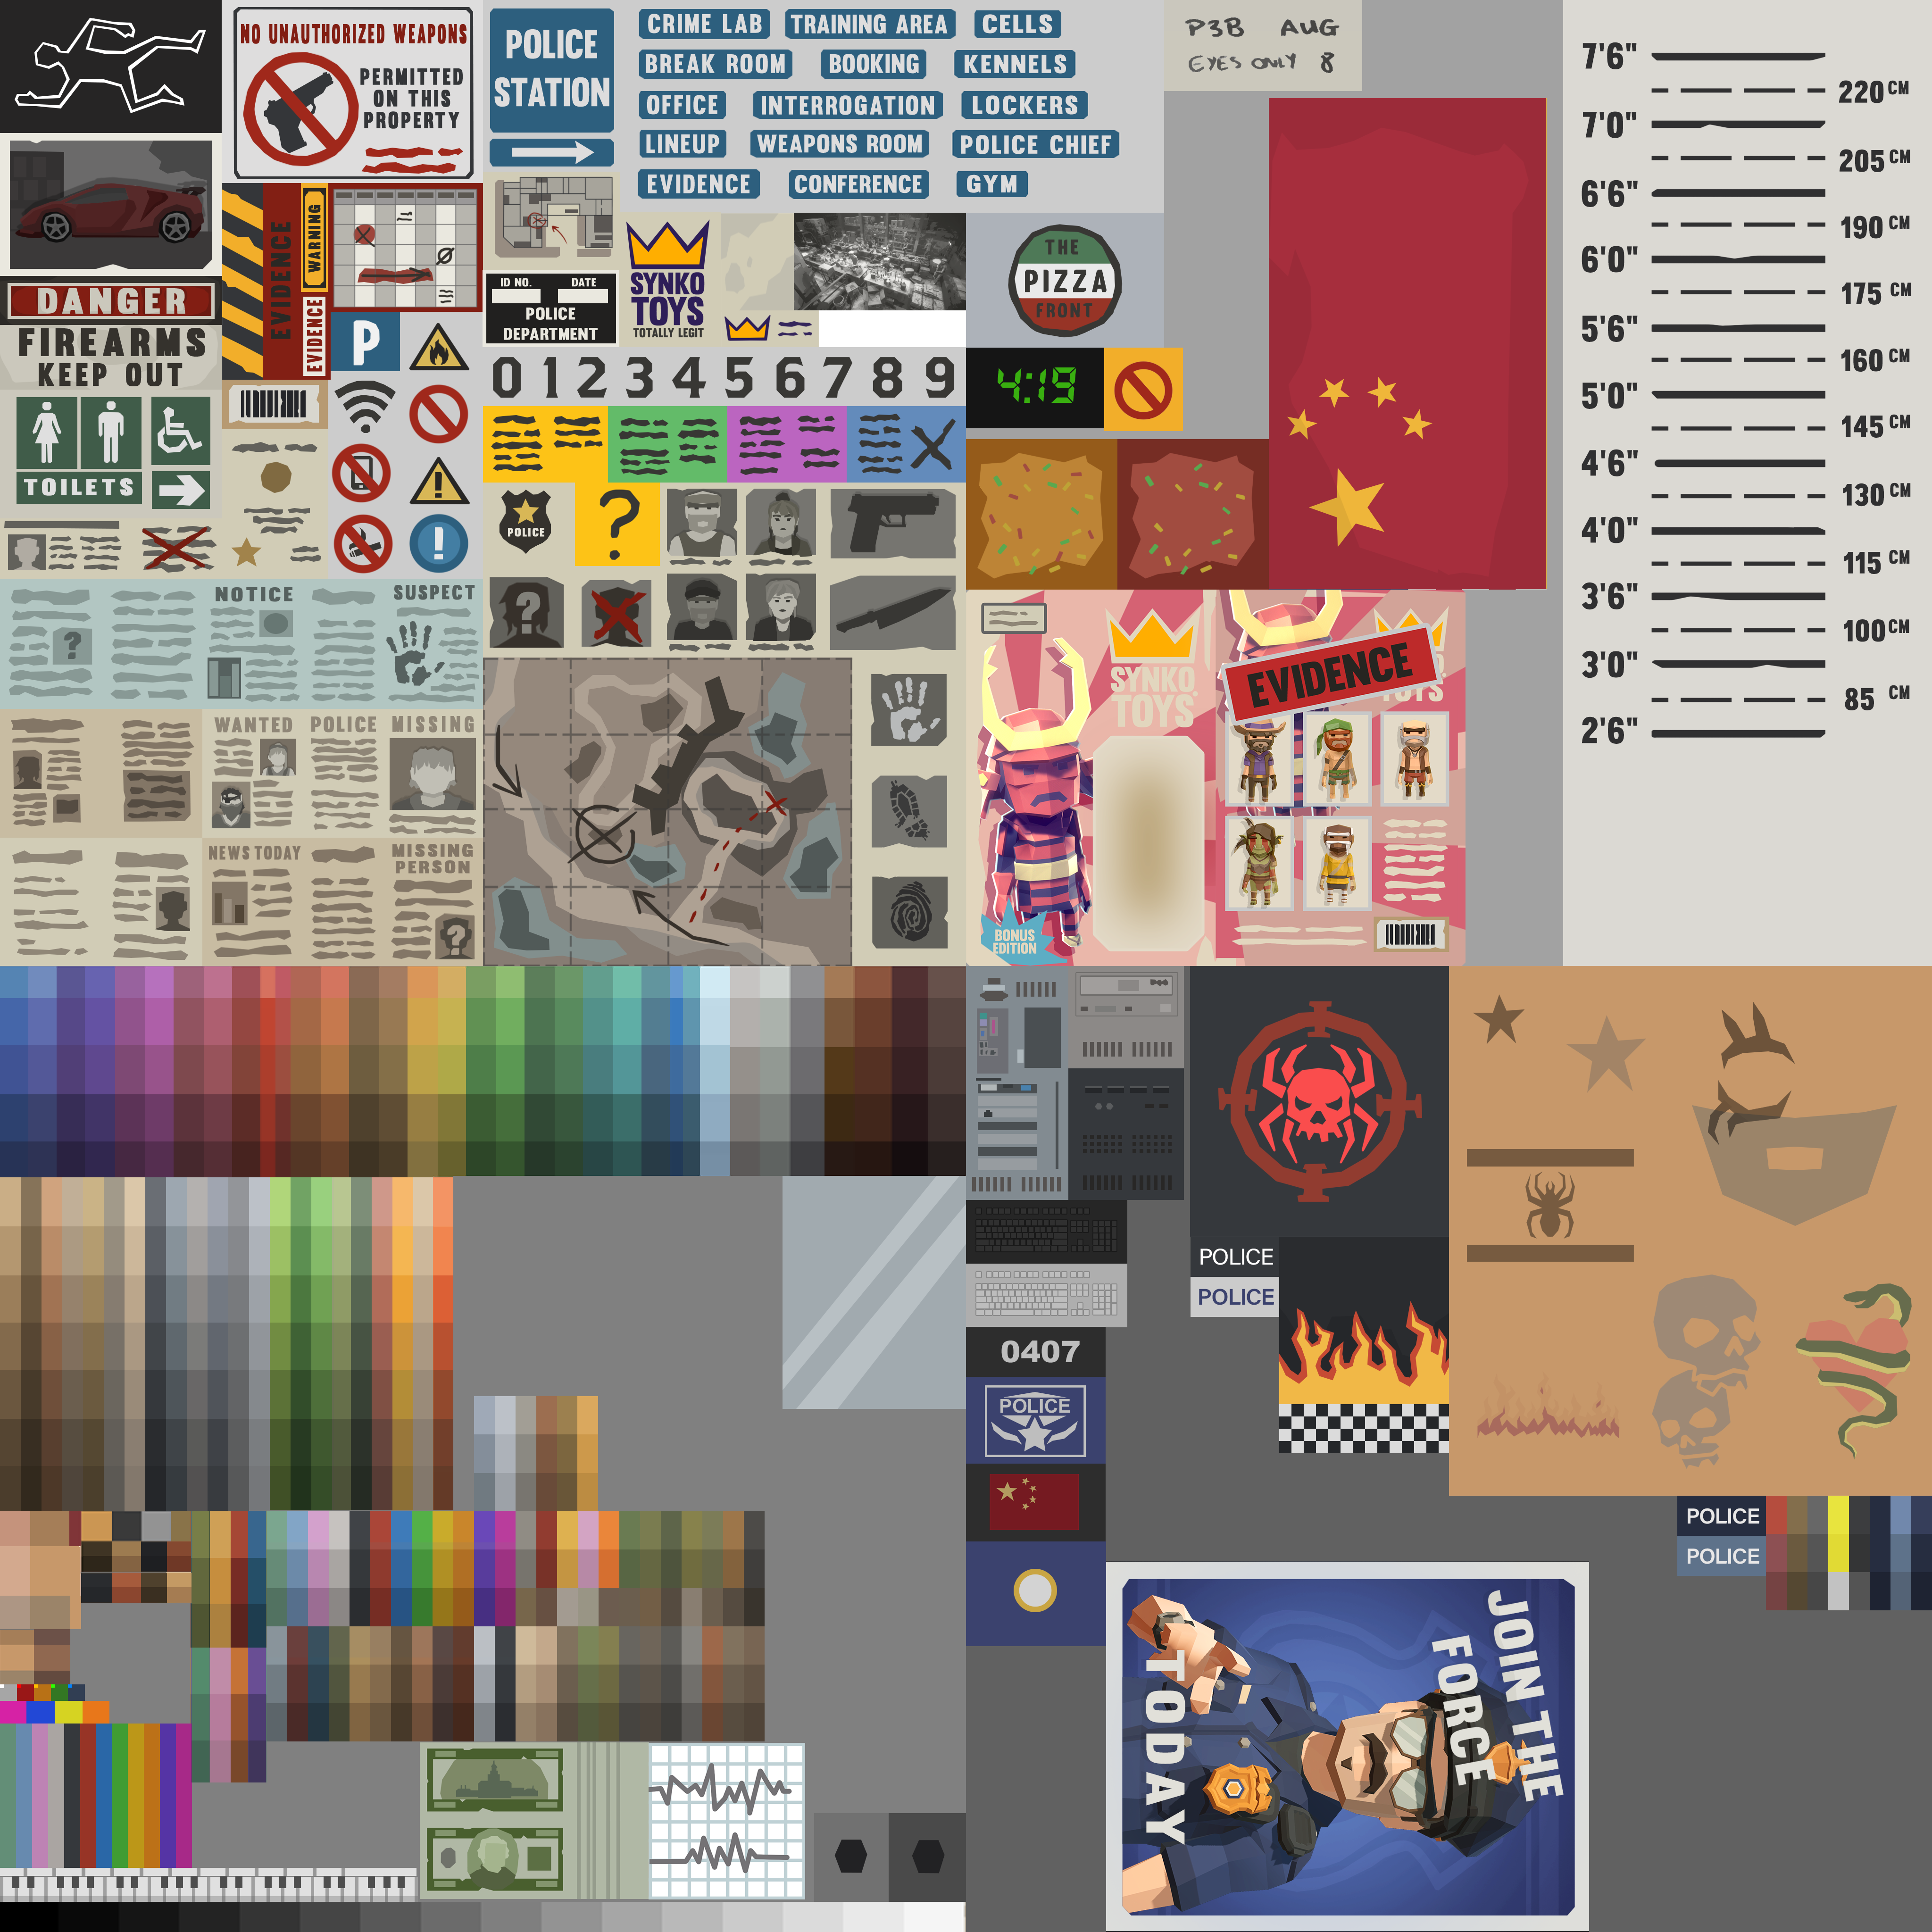 NO UNAUTHORIZED WEAPONS
PERMITTED
ON THIS
PROPERTY
POLICE
STATION
CRIME LAB
TRAINING AREA
CELLS
BREAK ROOM
BOOKING
KENNELS
OFFICE
INTERROGATION
LOCKERS
LINEUP
WEAPONS ROOM
POLICE CHIEF
EVIDENCE
CONFERENCE
GYM
P3B AUG
EYES ONLY 8
7'6"
220 CM
7'0"
205 CM
6'6"
190 CM
6'0"
175 CM
5'6"
160 CM
5'0"
145 CM
4'6"
130 CM
4'0"
115 CM
3'6"
100 CM
3'0"
85 CM
2'6"
EVIDENCE
WARNING
EVIDENCE
DANGER
FIREARMS
KEEP OUT
P
ID NO. DATE
POLICE
DEPARTMENT
SYNKO
TOYS
TOTALLY LEGIT
THE
PIZZA
FRONT
0 1 2 3 4 5 6 7 8 9
4:19
TOILETS
!
!
POLICE
?
?
NOTICE
SUSPECT
?
WANTED
POLICE
MISSING
NEWS TODAY
MISSING
PERSON
?
SYNKO
TOYS
EVIDENCE
BONUS
EDITION
POLICE
POLICE
0407
POLICE
POLICE
POLICE
JOIN THE
FORCE
TODAY